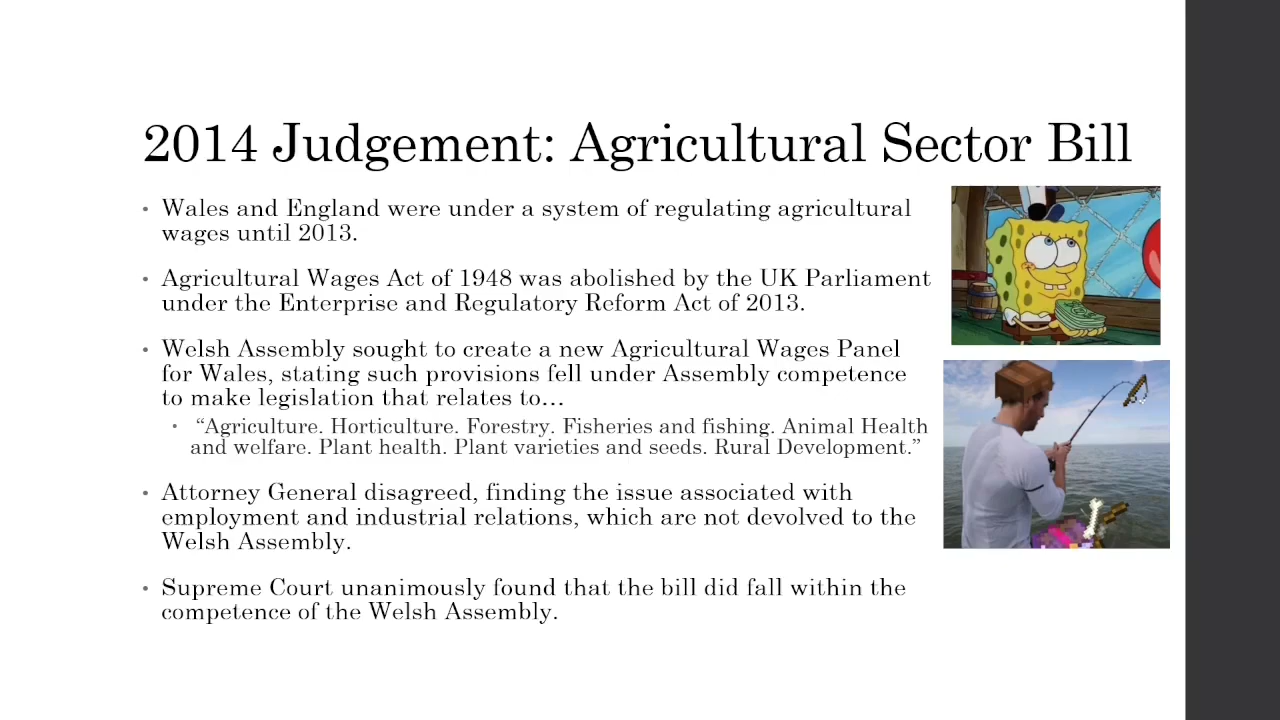 2014 Judgement: Agricultural Sector Bill
• Wales and England were under a system of regulating agricultural
wages until 2013.
• Agricultural Wages Act of 1948 was abolished by the UK Parliament
under the Enterprise and Regulatory Reform Act of 2013.
• Welsh Assembly sought to create a new Agricultural Wages Panel
for Wales, stating such provisions fell under Assembly competence
to make legislation that relates to…
• “Agriculture. Horticulture. Forestry. Fisheries and fishing. Animal Health
and welfare. Plant health. Plant varieties and seeds. Rural Development.”
• Attorney General disagreed, finding the issue associated with
employment and industrial relations, which are not devolved to the
Welsh Assembly.
• Supreme Court unanimously found that the bill did fall within the
competence of the Welsh Assembly.